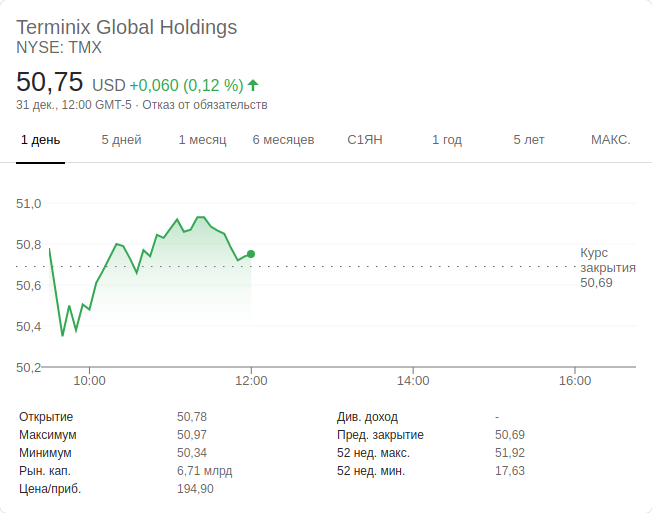 Terminix Global Holdings
NYSE: TMX
50,75 USD +0,060 (0,12 %)
31 дек., 12:00 GMT-5 · Отказ от обязательств
1 день 5 дней 1 месяц 6 месяцев С1ЯН 1 год 5 лет МАКС.
51,0
50,8
Курс
закрытия
50,69
50,6
50,4
50,2
10:00 12:00 14:00 16:00
Открытие 50,78 Див. доход -
Максимум 50,97 Пред. закрытие 50,69
Минимум 50,34 52 нед. макс. 51,92
Рын. кап. 6,71 млрд 52 нед. мин. 17,63
Цена/приб. 194,90